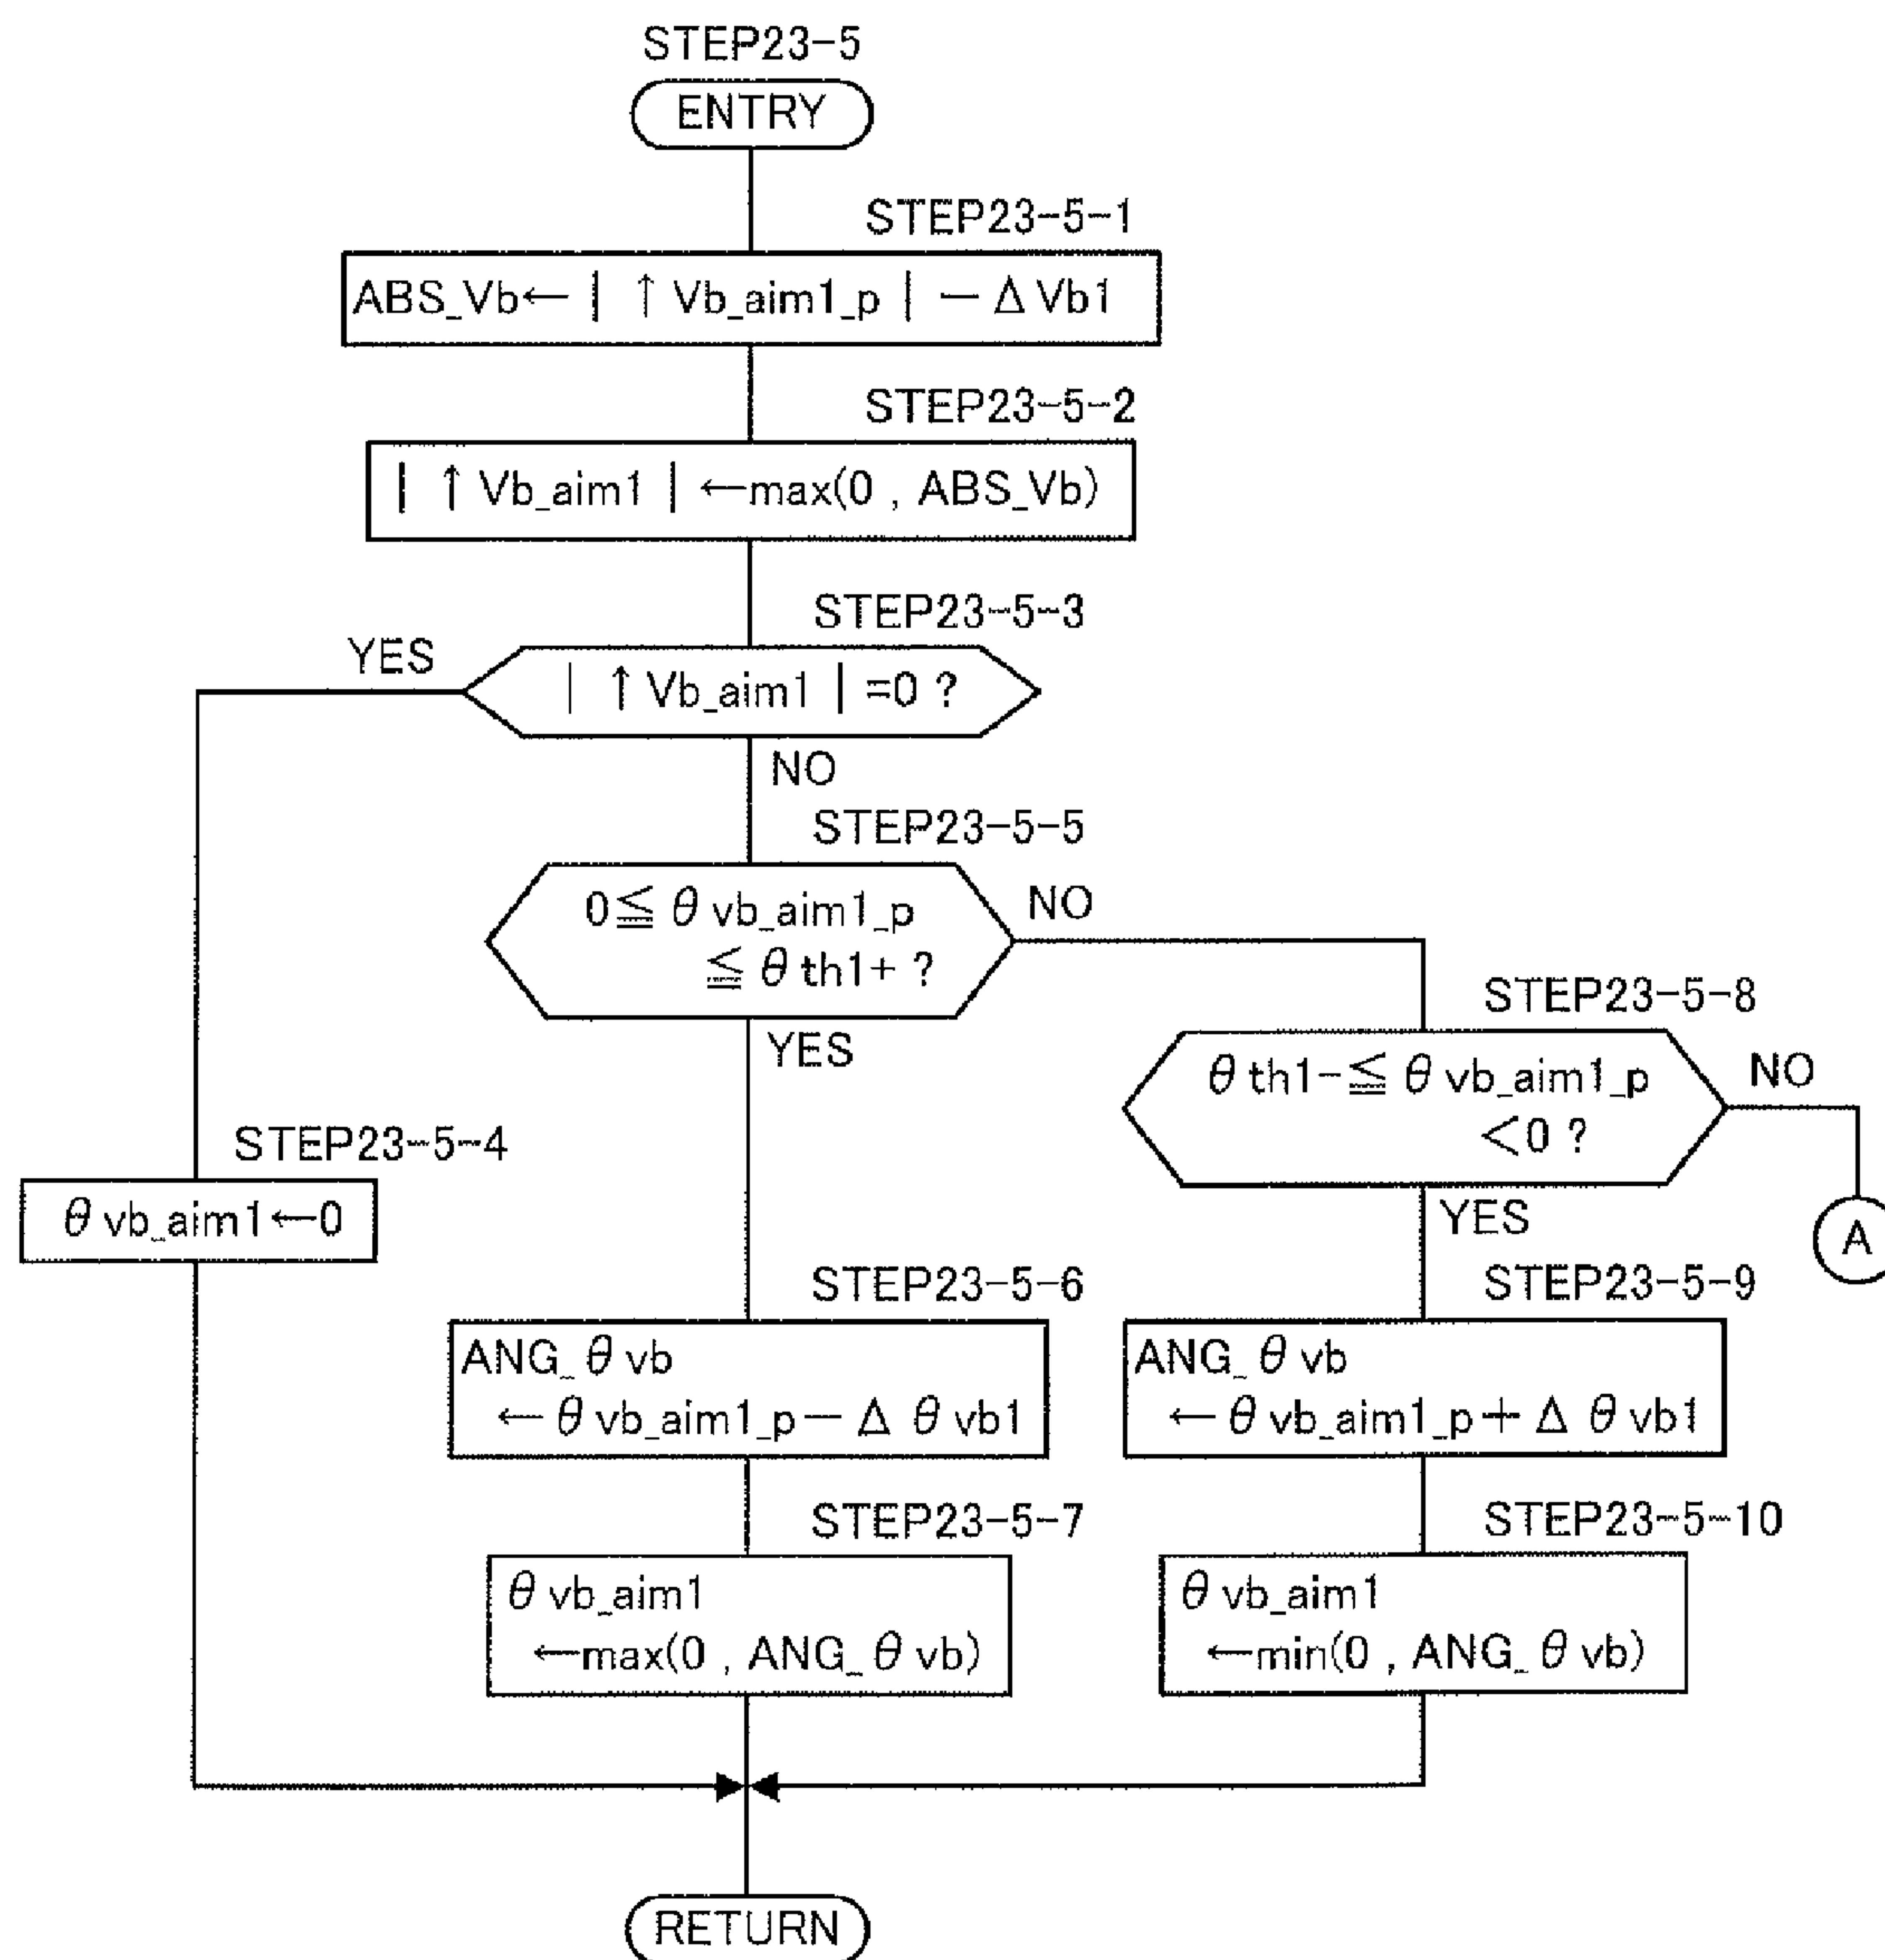 STEP23-5
ENTRY
STEP23-5-1
ABS_Vb←| ↑Vb_aim1_p |－ΔVb1
STEP23-5-2
| ↑Vb_aim1 |←max(0 , ABS_Vb)
STEP23-5-3
YES
| ↑Vb_aim1 | =0 ?
NO
STEP23-5-5
0≦θvb_aim1_p
≦θth1+ ?
NO
YES
STEP23-5-8
θth1-≦θvb_aim1_p
<0 ?
NO
YES
A
STEP23-5-4
θvb_aim1←0
STEP23-5-6
ANG_θvb
←θvb_aim1_p－Δθvb1
STEP23-5-9
ANG_θvb
←θvb_aim1_p＋Δθvb1
STEP23-5-7
θvb_aim1
←max(0 , ANG_θvb)
STEP23-5-10
θvb_aim1
←min(0 , ANG_θvb)
RETURN